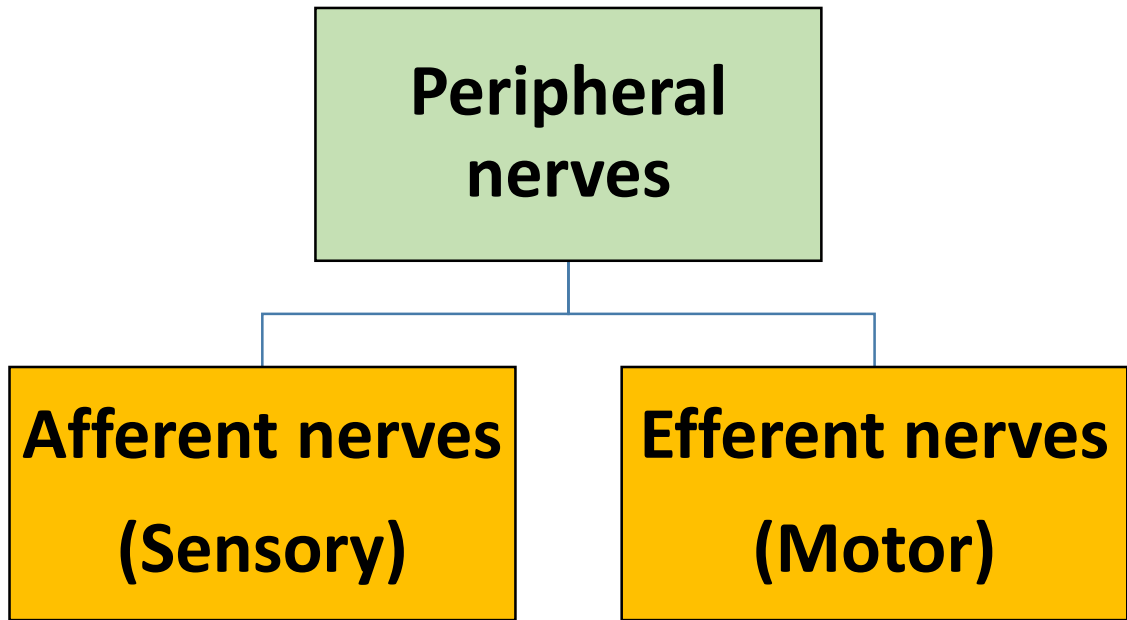 Peripheral
nerves
Afferent nerves
(Sensory)
Efferent nerves
(Motor)